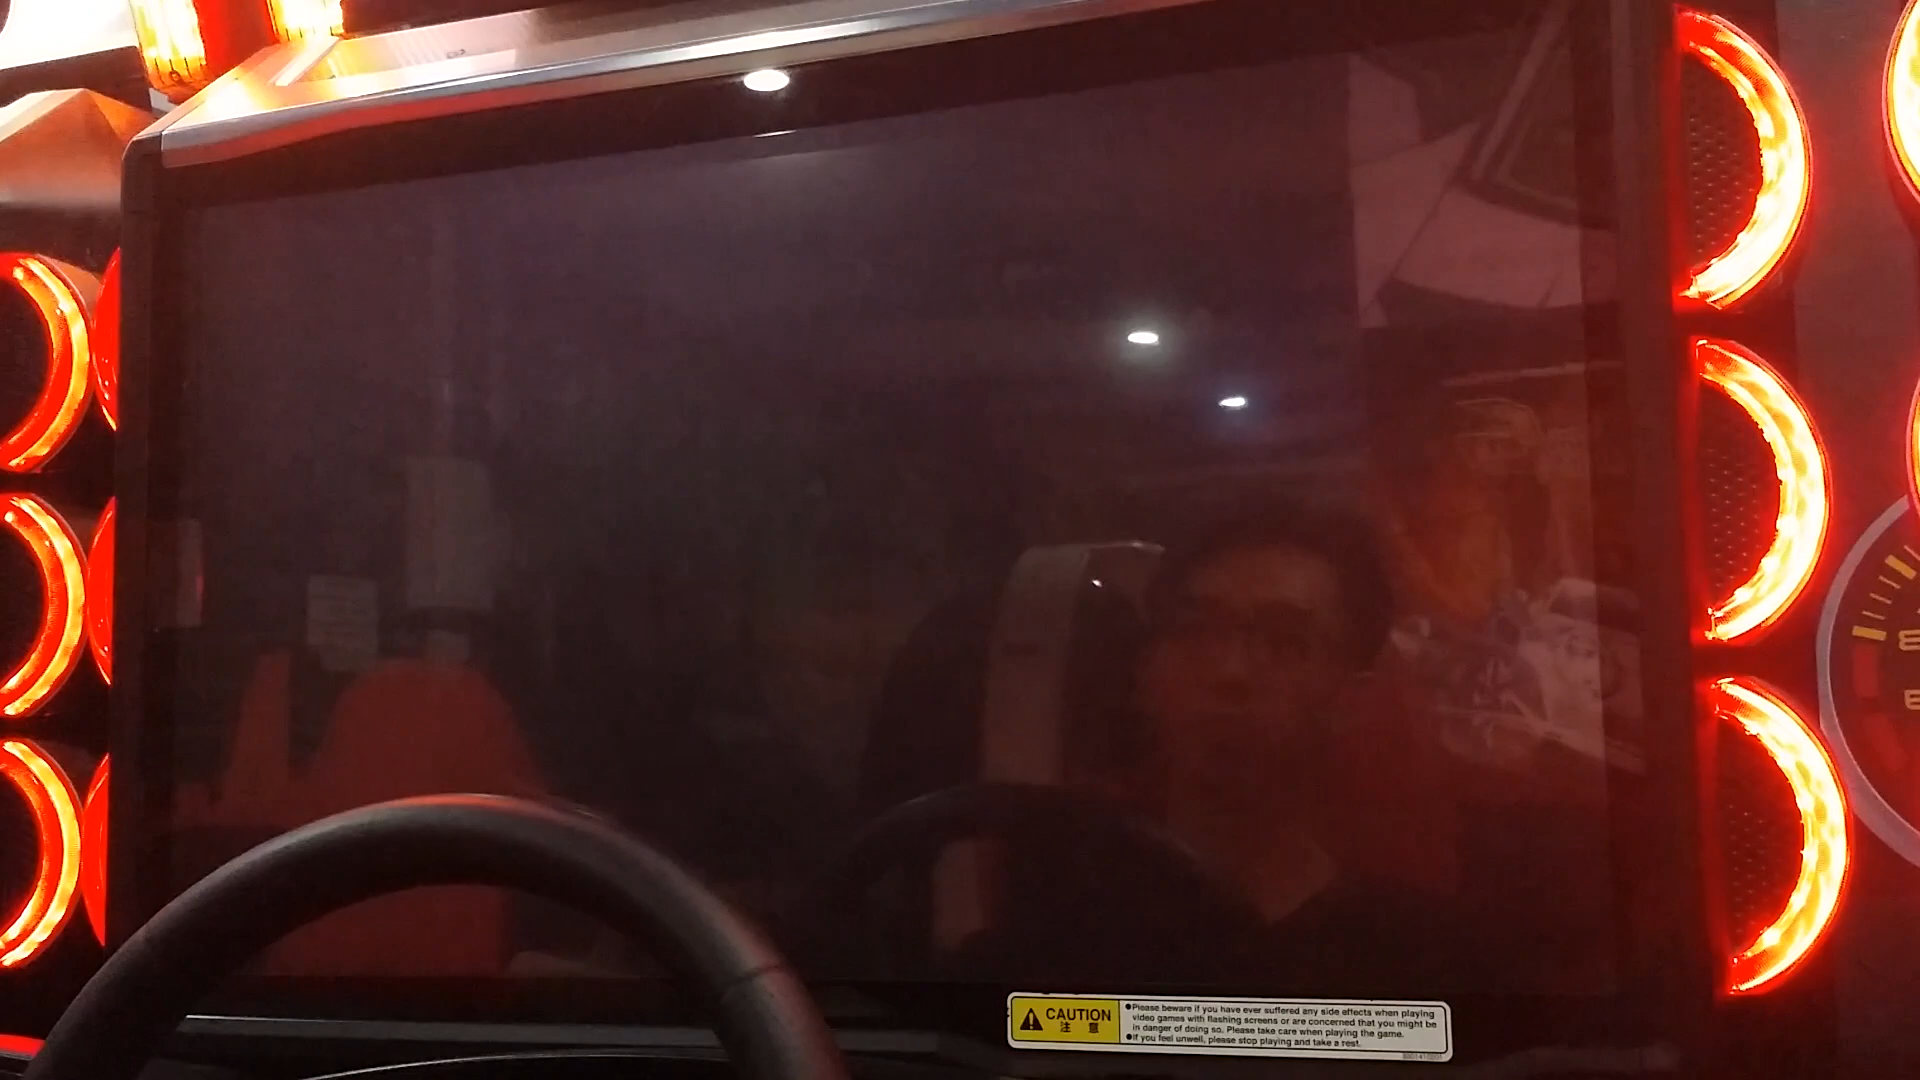 CAUTION
注 意
●Please beware if you have ever suffered any side effects when playing
video games with flashing screens or are concerned that you might be
in danger of doing so. Please take care when playing the game.
●If you feel unwell, please stop playing and take a rest.
8